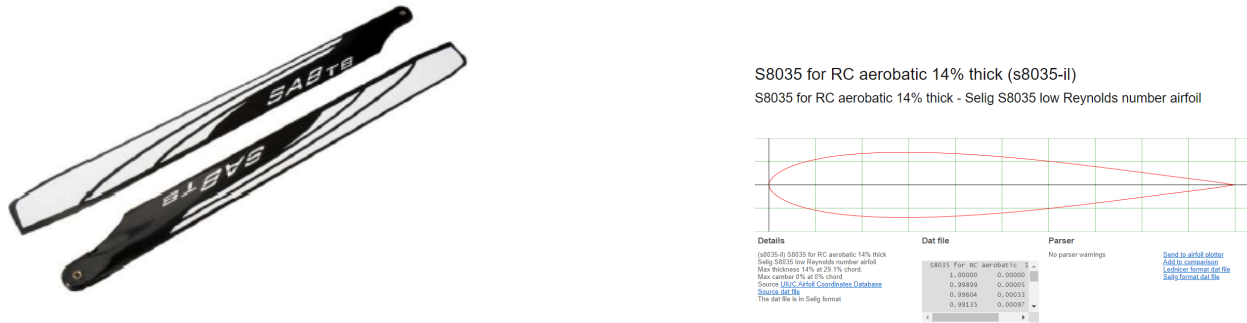 SABTS
SABTS
S8035 for RC aerobatic 14% thick (s8035-il)
S8035 for RC aerobatic 14% thick - Selig S8035 low Reynolds number airfoil
Details
(s8035-il) S8035 for RC aerobatic 14% thick
Selig S8035 low Reynolds number airfoil
Max thickness 14% at 29.1% chord.
Max camber 0% at 0% chord
Source UIUC Airfoil Coordinates Database
Source dat file
The dat file is in Selig format
Dat file
S8035 for RC aerobatic 1
1.00000 0.00000
0.99899 0.00005
0.99604 0.00033
0.99135 0.00097
Parser
No parser warnings
Send to airfoil plotter
Add to comparison
Lednicer format dat file
Selig format dat file